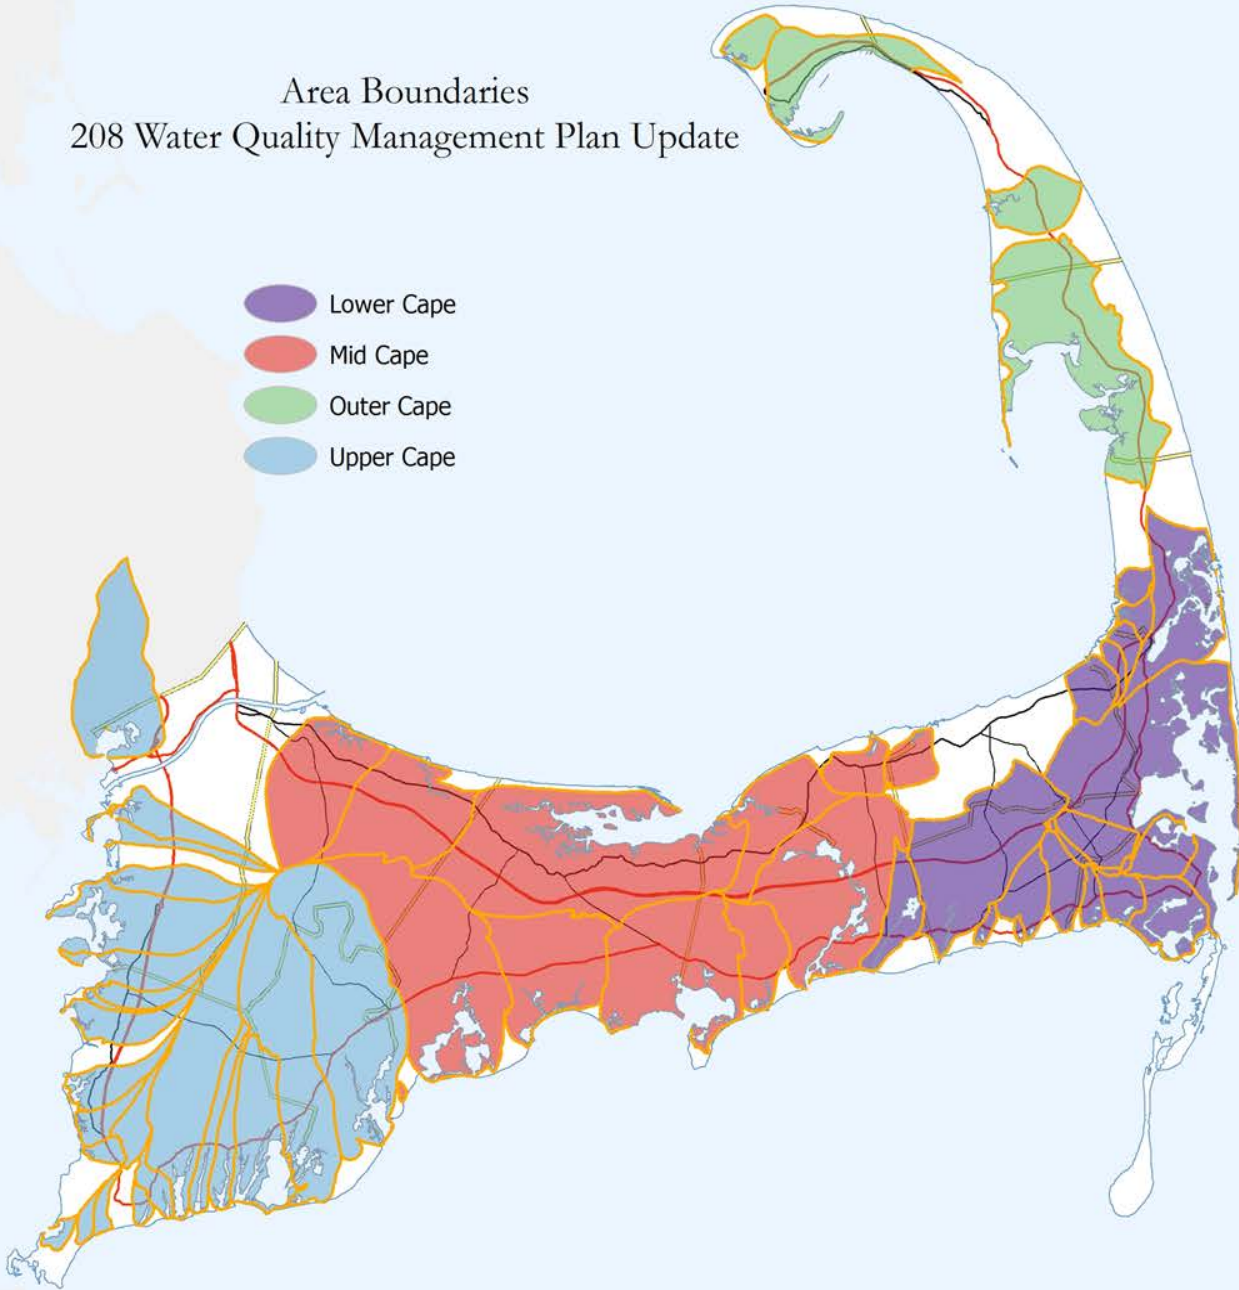 Area Boundaries
208 Water Quality Management Plan Update
Lower Cape
Mid Cape
Outer Cape
Upper Cape